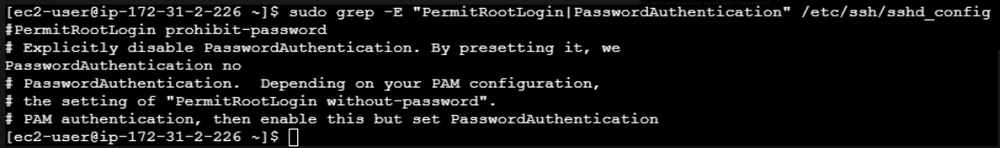 [ec2-user@ip-172-31-2-226 ~]$ sudo grep -E "PermitRootLogin|PasswordAuthentication" /etc/ssh/sshd_config
#PermitRootLogin prohibit-password
# Explicitly disable PasswordAuthentication. By presetting it, we
PasswordAuthentication no
# PasswordAuthentication.  Depending on your PAM configuration,
# the setting of "PermitRootLogin without-password".
# PAM authentication, then enable this but set PasswordAuthentication
[ec2-user@ip-172-31-2-226 ~]$